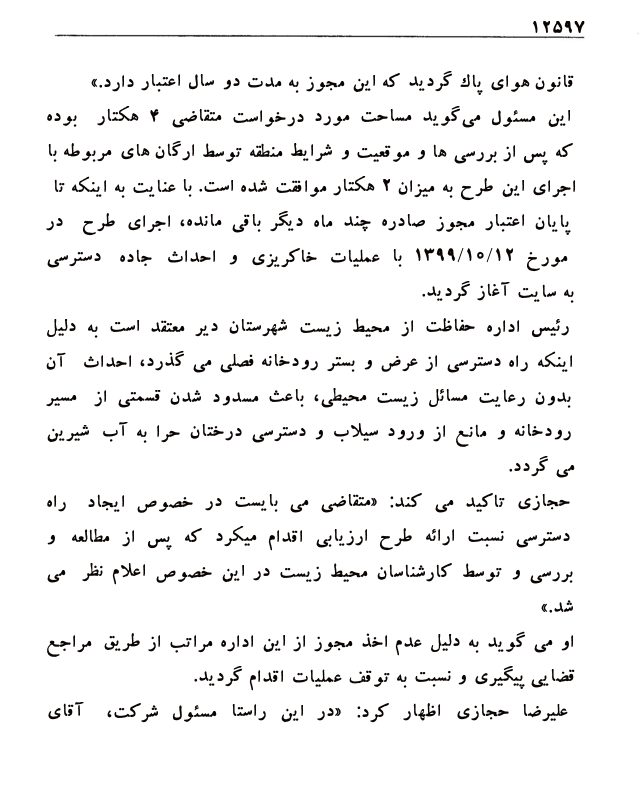 ۱۲۵۹۷
قانون هوای پاك گردید که این مجوز به مدت دو سال اعتبار دارد.»
این مسئول می‌گوید مساحت مورد درخواست متقاضی ۴ هکتار بوده
که پس از بررسی ها و موقعیت و شرایط منطقه توسط ارگان های مربوطه با
اجرای این طرح به میزان ۲ هکتار موافقت شده است. با عنایت به اینکه تا
پایان اعتبار مجوز صادره چند ماه دیگر باقی مانده، اجرای طرح در
مورخ ۱۳۹۹/۱۰/۱۲ با عملیات خاکریزی و احداث جاده دسترسی
به سایت آغاز گردید.
رئیس اداره حفاظت از محیط زیست شهرستان دیر معتقد است به دلیل
اینکه راه دسترسی از عرض و بستر رودخانه فصلی می گذرد، احداث آن
بدون رعایت مسائل زیست محیطی، باعث مسدود شدن قسمتی از مسیر
رودخانه و مانع از ورود سیلاب و دسترسی درختان حرا به آب شیرین
می گردد.
حجازی تاکید می کند: «متقاضی می بایست در خصوص ایجاد راه
دسترسی نسبت ارائه طرح ارزیابی اقدام میکرد که پس از مطالعه و
بررسی و توسط کارشناسان محیط زیست در این خصوص اعلام نظر می
شد.»
او می گوید به دلیل عدم اخذ مجوز از این اداره مراتب از طریق مراجع
قضایی پیگیری و نسبت به توقف عملیات اقدام گردید.
علیرضا حجازی اظهار کرد: «در این راستا مسئول شرکت، آقای